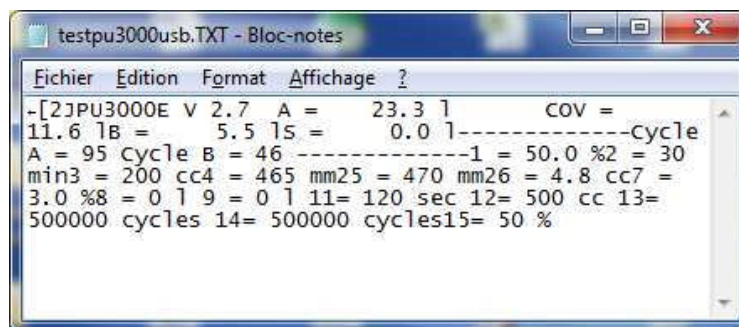 testpu3000usb.TXT - Bloc-notes
Fichier Edition Format Affichage ?
←[2JPU3000E V 2.7 A = 23.3 l COV =
11.6 lB = 5.5 lS = 0.0 l-------------Cycle
A = 95 Cycle B = 46 -------------1 = 50.0 %2 = 30
min3 = 200 cc4 = 465 mm25 = 470 mm26 = 4.8 cc7 =
3.0 %8 = 0 l 9 = 0 l 11= 120 sec 12= 500 cc 13=
500000 cycles 14= 500000 cycles15= 50 %